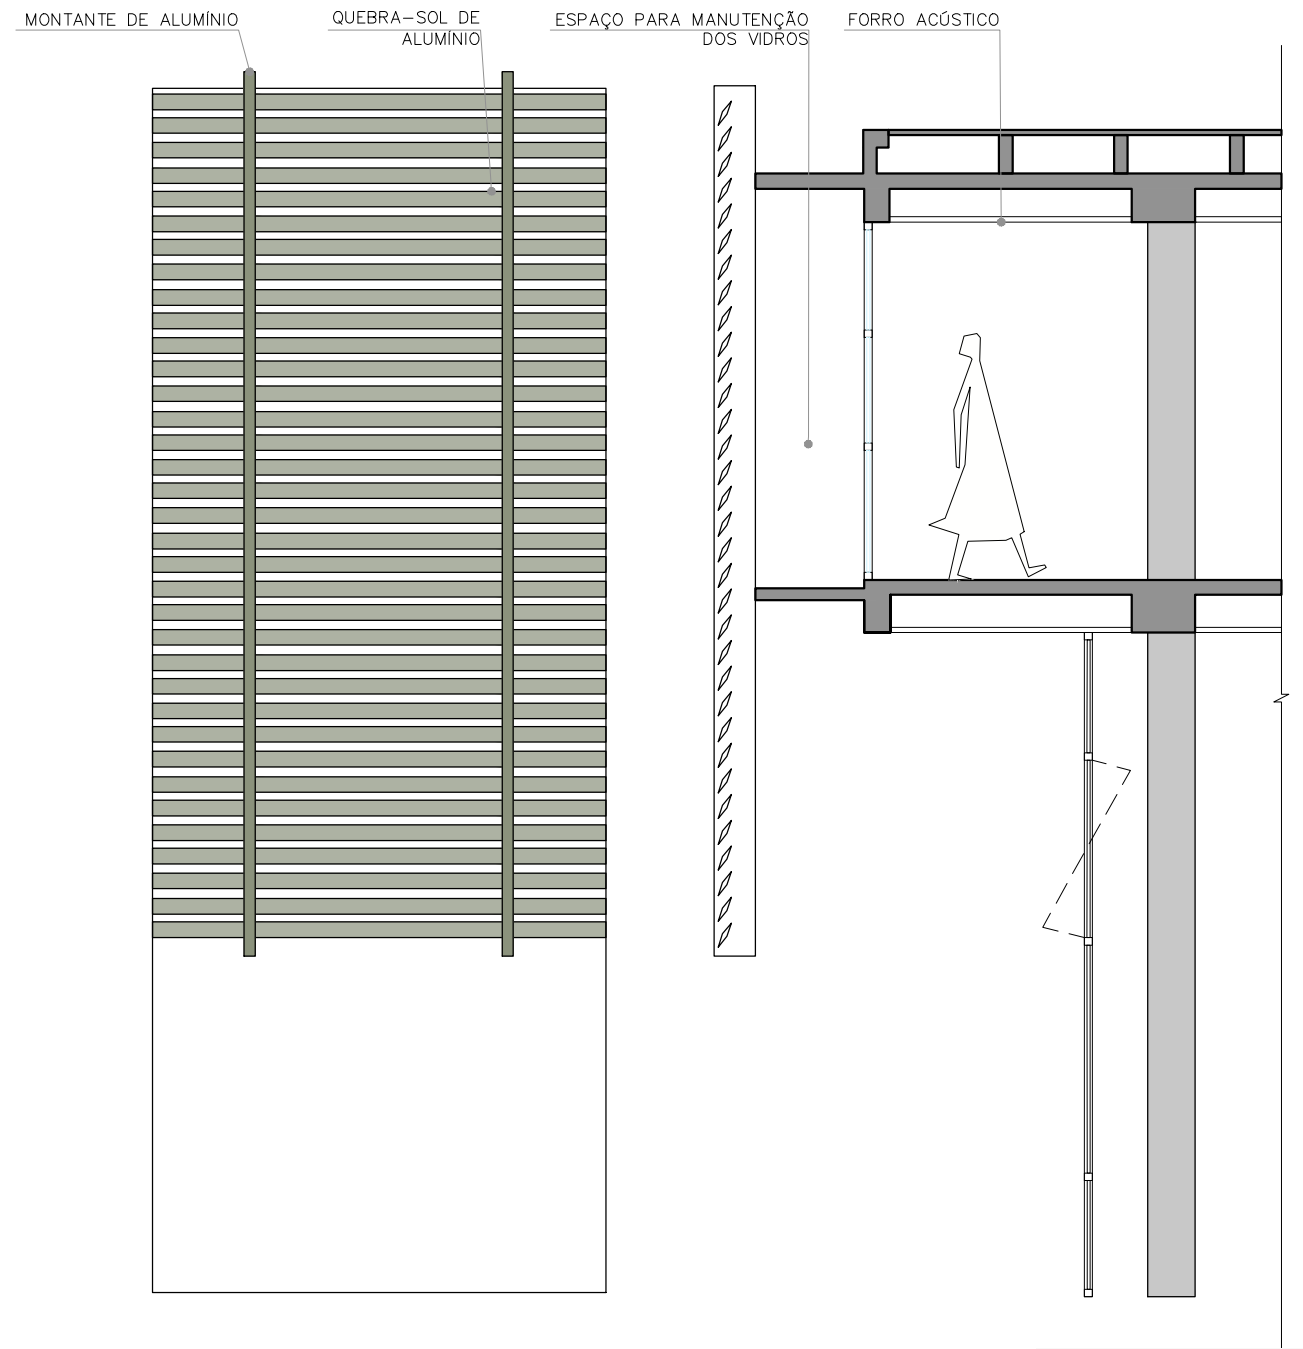 MONTANTE DE ALUMÍNIO
QUEBRA-SOL DE
ALUMÍNIO
ESPAÇO PARA MANUTENÇÃO
DOS VIDROS
FORRO ACÚSTICO